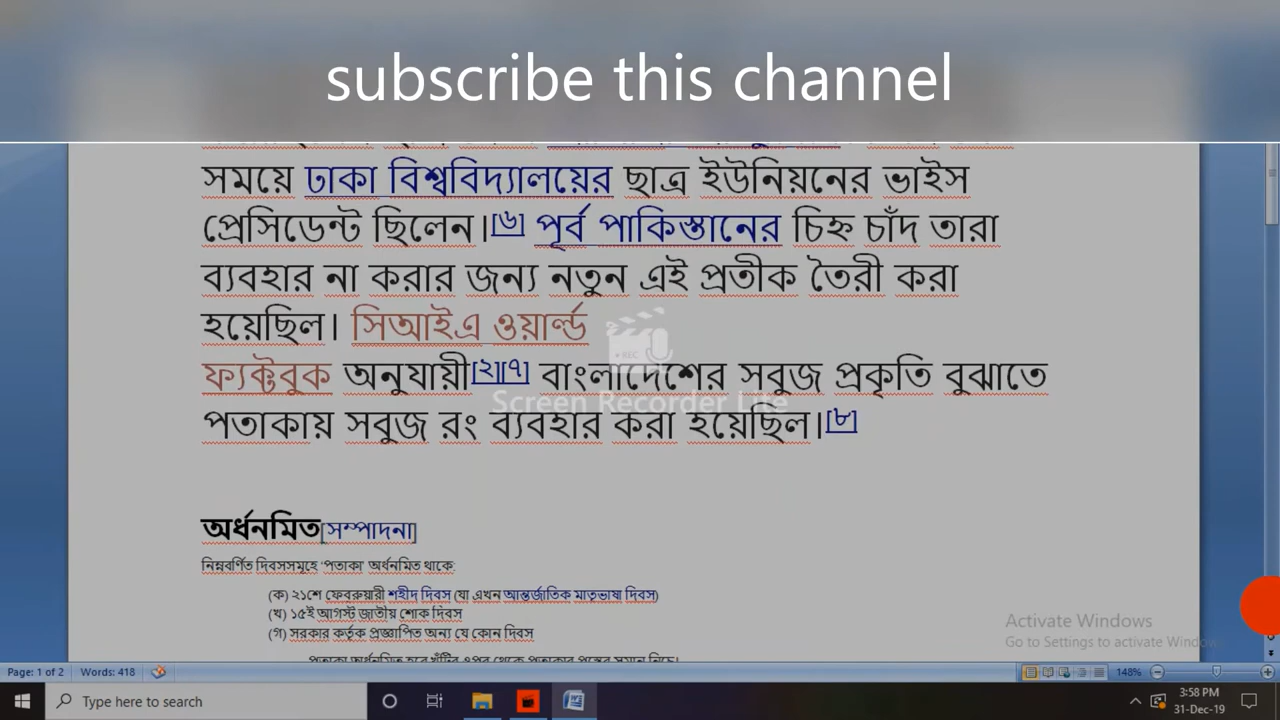 subscribe this channel
সময়ে ঢাকা বিশ্ববিদ্যালয়ের ছাত্র ইউনিয়নের ভাইস
প্রেসিডেন্ট ছিলেন।[৬] পূর্ব পাকিস্তানের চিহ্ন চাঁদ তারা
ব্যবহার না করার জন্য নতুন এই প্রতীক তৈরী করা
হয়েছিল। সিআইএ ওয়ার্ল্ড
ফ্যক্টবুক অনুযায়ী[২][৭] বাংলাদেশের সবুজ প্রকৃতি বুঝাতে
পতাকায় সবুজ রং ব্যবহার করা হয়েছিল।[৮]
REC
Screen Recorder Lite
অর্ধনমিত[সম্পাদনা]
নিম্নবর্ণিত দিবসসমূহে 'পতাকা' অর্ধনমিত থাকে:
(ক) ২১শে ফেবরুয়ারী শহীদ দিবস (যা এখন আন্তর্জাতিক মাতৃভাষা দিবস)
(খ) ১৫ই আগস্ট জাতীয় শোক দিবস
(গ) সরকার কর্তৃক প্রজ্ঞাপিত অন্য যে কোন দিবস
Activate Windows
Go to Settings to activate Windows.
Page: 1 of 2 Words: 418 148%
Type here to search
3:58 PM
31-Dec-19